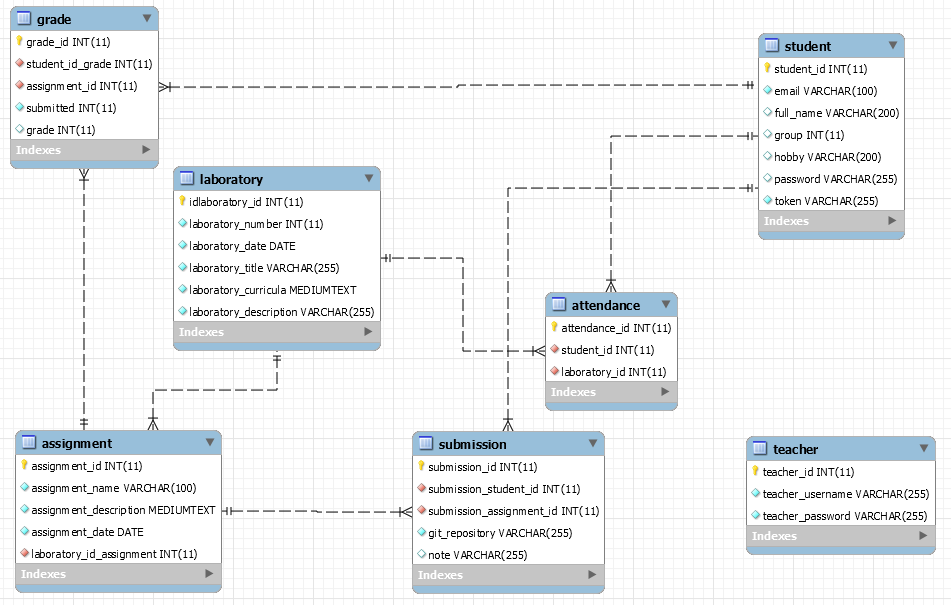 grade
grade_id INT(11)
student_id_grade INT(11)
assignment_id INT(11)
submitted INT(11)
grade INT(11)
Indexes
student
student_id INT(11)
email VARCHAR(100)
full_name VARCHAR(200)
group INT(11)
hobby VARCHAR(200)
password VARCHAR(255)
token VARCHAR(255)
Indexes
laboratory
idlaboratory_id INT(11)
laboratory_number INT(11)
laboratory_date DATE
laboratory_title VARCHAR(255)
laboratory_curricula MEDIUMTEXT
laboratory_description VARCHAR(255)
Indexes
attendance
attendance_id INT(11)
student_id INT(11)
laboratory_id INT(11)
Indexes
assignment
assignment_id INT(11)
assignment_name VARCHAR(100)
assignment_description MEDIUMTEXT
assignment_date DATE
laboratory_id_assignment INT(11)
Indexes
submission
submission_id INT(11)
submission_student_id INT(11)
submission_assignment_id INT(11)
git_repository VARCHAR(255)
note VARCHAR(255)
Indexes
teacher
teacher_id INT(11)
teacher_username VARCHAR(255)
teacher_password VARCHAR(255)
Indexes